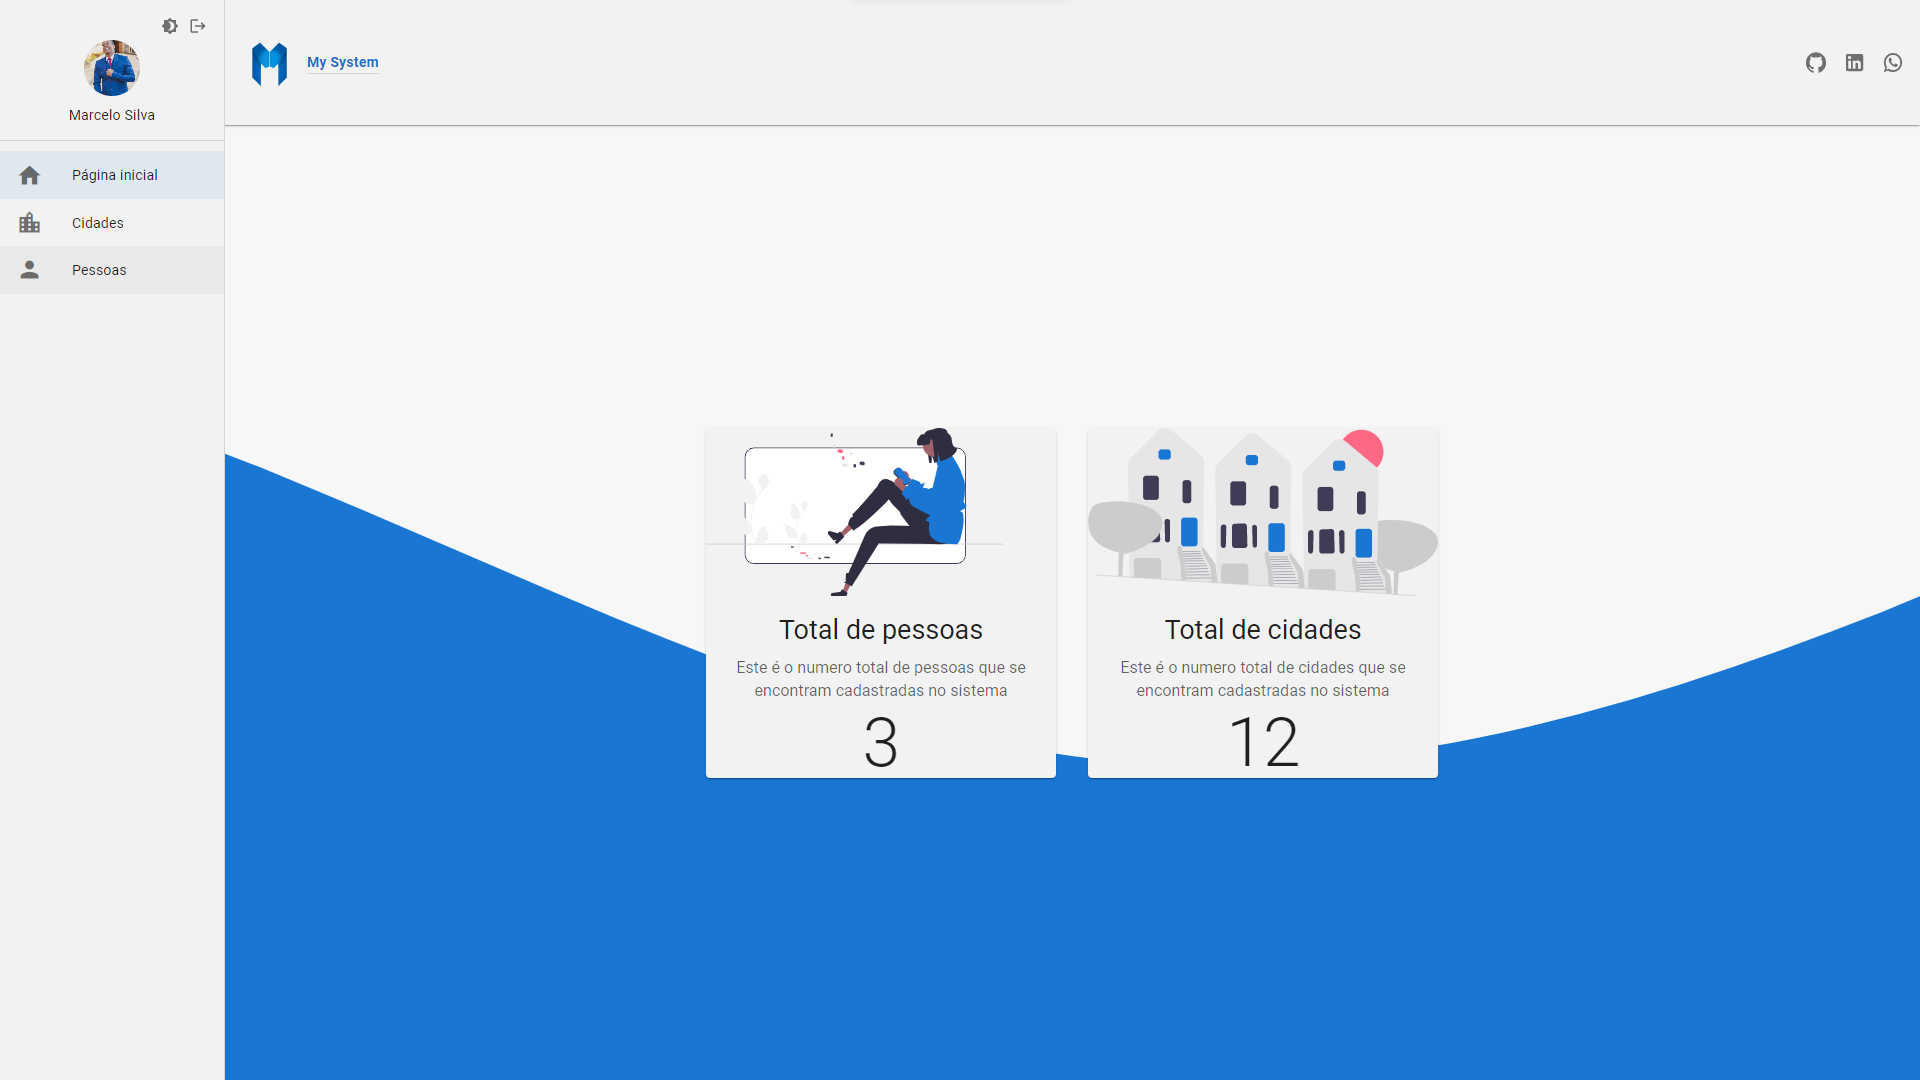 Marcelo Silva
Página inicial
Cidades
Pessoas
My System
Total de pessoas
Este é o numero total de pessoas que se
encontram cadastradas no sistema
3
Total de cidades
Este é o numero total de cidades que se
encontram cadastradas no sistema
12